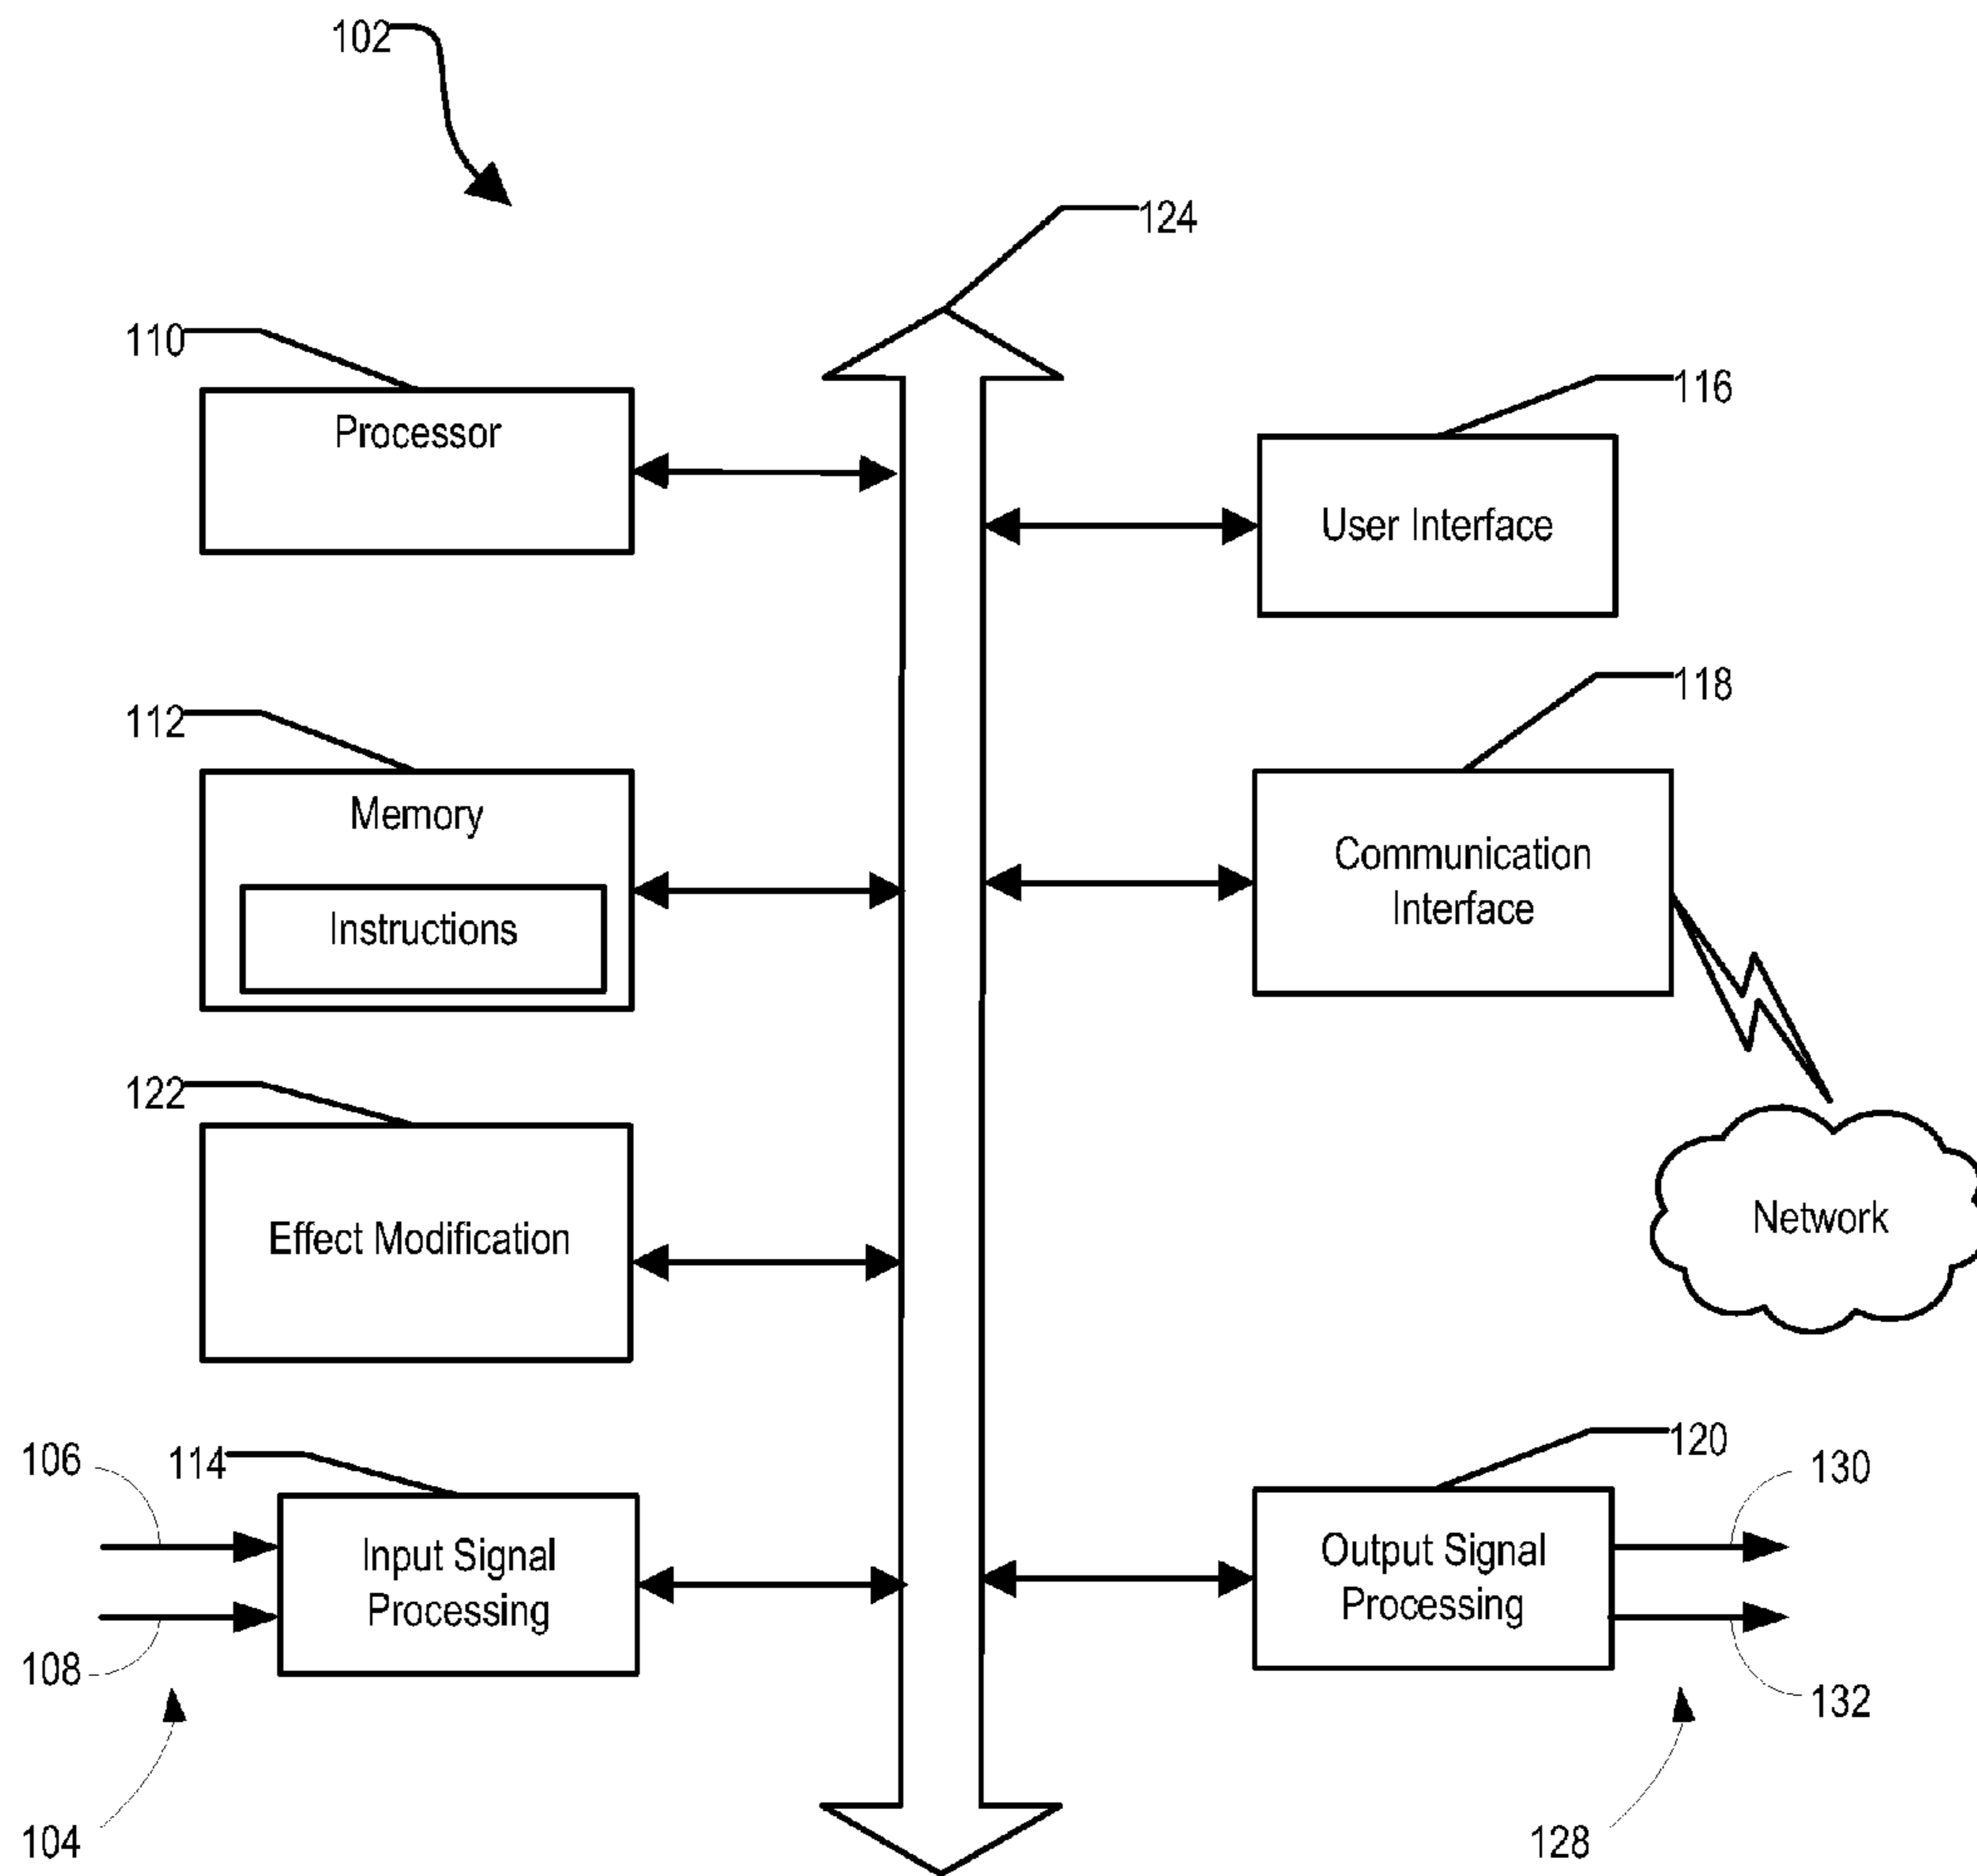 102
124
110
Processor
116
User Interface
112
Memory
Instructions
118
Communication
Interface
122
Effect Modification
Network
106
114
Input Signal
Processing
108
104
120
Output Signal
Processing
130
132
128